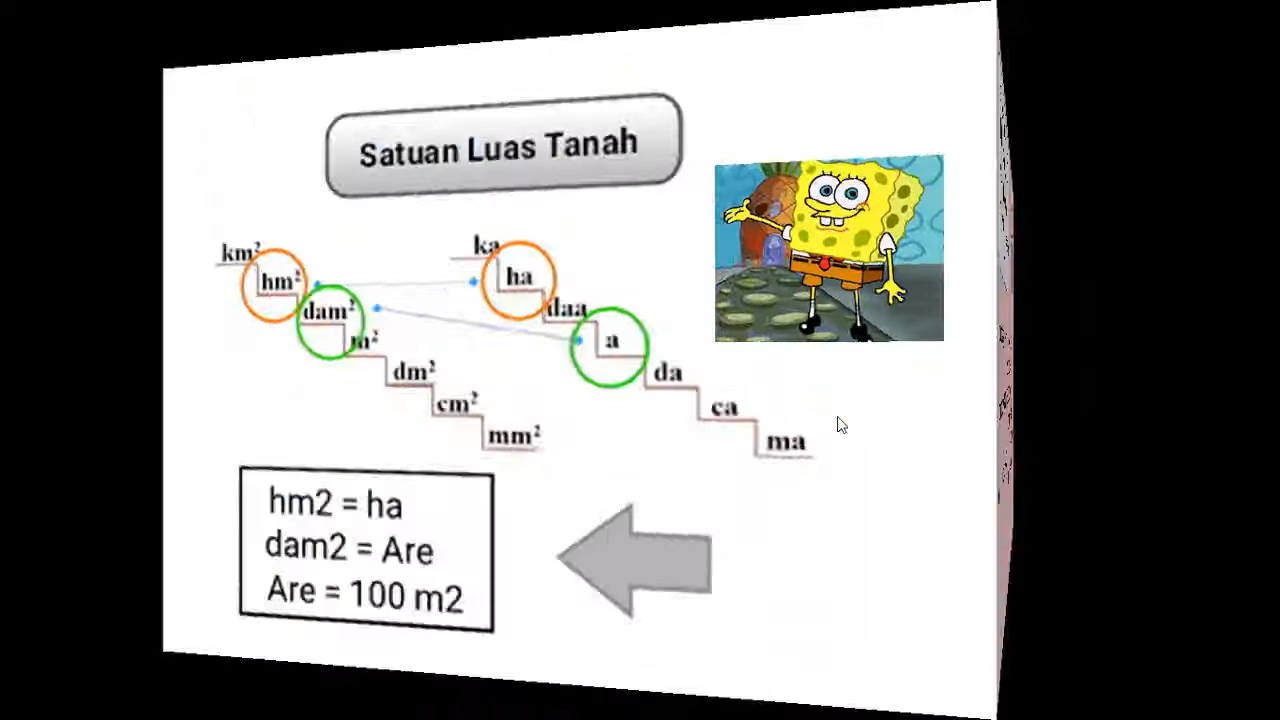 Satuan Luas Tanah
km²
hm²
dam²
m²
dm²
cm²
mm²
ka
ha
daa
a
da
ca
ma
hm2 = ha
dam2 = Are
Are = 100 m2